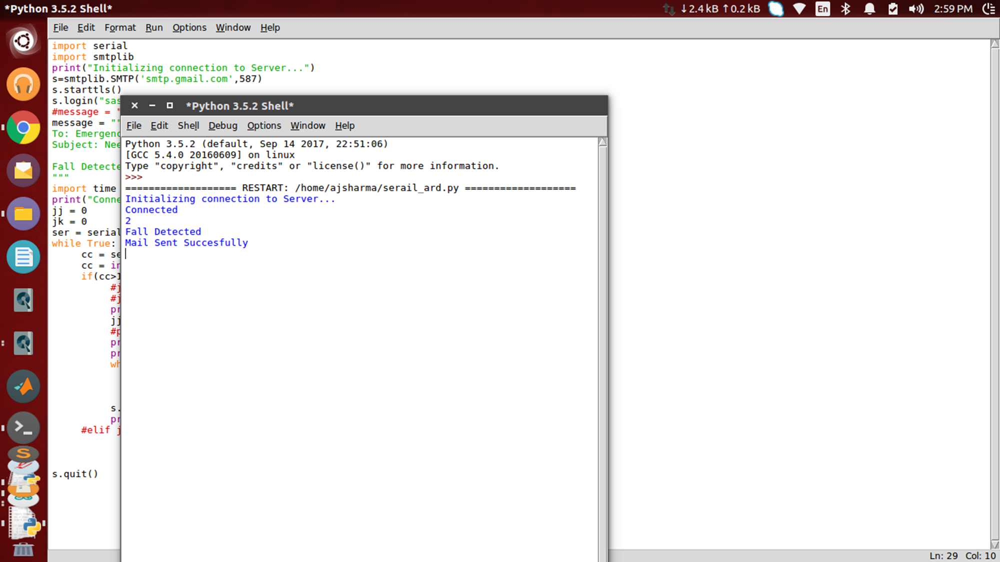 *Python 3.5.2 Shell*
↓2.4 kB ↑0.2 kB En 2:59 PM
File Edit Format Run Options Window Help
import serial
import smtplib
print("Initializing connection to Server...")
s=smtplib.SMTP('smtp.gmail.com',587)
s.starttls()
s.login("sas
#message = "
message = ""
To: Emergenc
Subject: Nee
Fall Detecte
"""
import time
print("Conne
jj = 0
jk = 0
ser = serial
while True:
cc = se
cc = in
if(cc>1
#j
#j
pr
jj
#p
pr
pr
wh
s.
pr
#elif j
s.quit()
*Python 3.5.2 Shell*
File Edit Shell Debug Options Window Help
Python 3.5.2 (default, Sep 14 2017, 22:51:06)
[GCC 5.4.0 20160609] on linux
Type "copyright", "credits" or "license()" for more information.
>>>
=================== RESTART: /home/ajsharma/serail_ard.py ===================
Initializing connection to Server...
Connected
2
Fall Detected
Mail Sent Succesfully
Ln: 29 Col: 10